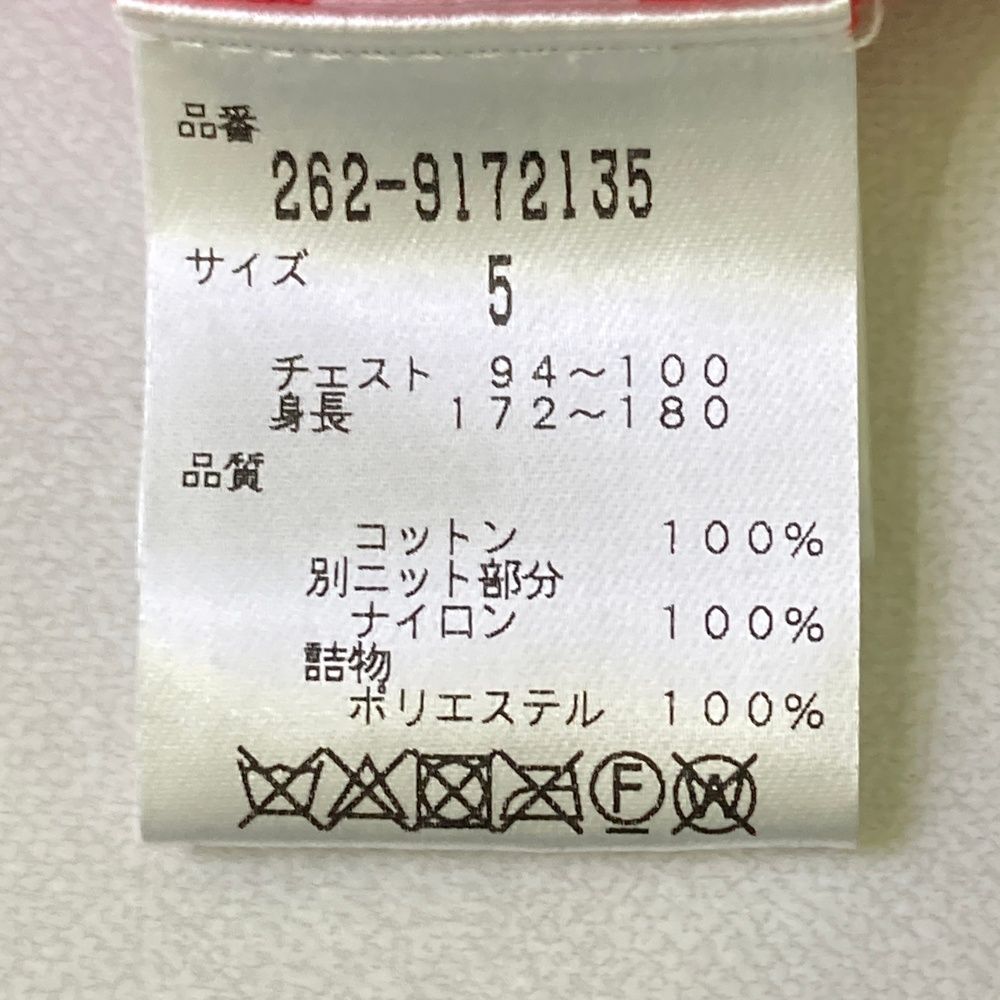 品番
262-9172135
サイズ 5
チェスト 94～100
身長 172～180
品質
コットン 100%
別ニット部分
ナイロン 100%
詰物
ポリエステル 100%
F W